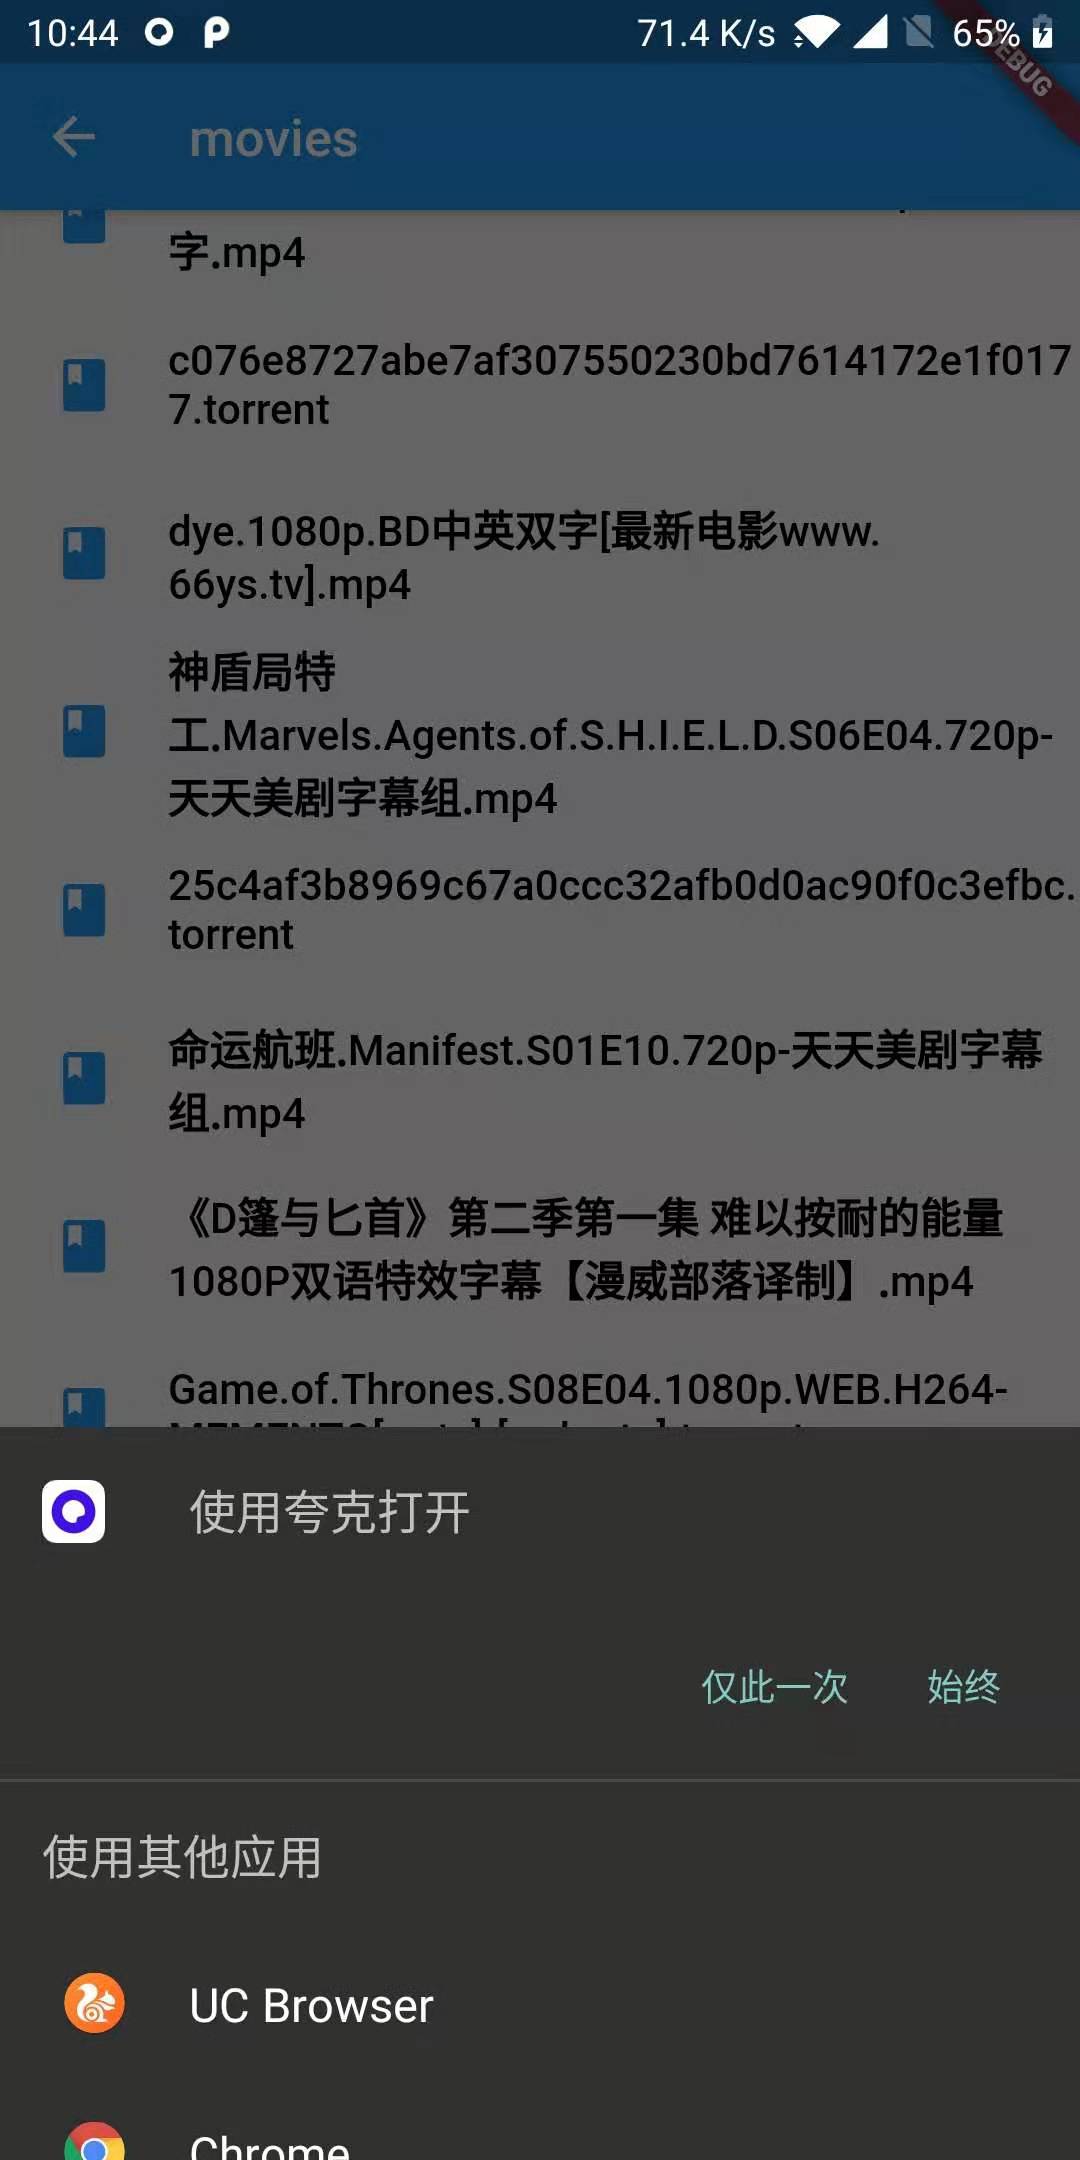 10:44 71.4 K/s 65%
DEBUG
movies
字.mp4
c076e8727abe7af307550230bd7614172e1f017
7.torrent
dye.1080p.BD中英双字[最新电影www.
66ys.tv].mp4
神盾局特
工.Marvels.Agents.of.S.H.I.E.L.D.S06E04.720p-
天天美剧字幕组.mp4
25c4af3b8969c67a0ccc32afb0d0ac90f0c3efbc.
torrent
命运航班.Manifest.S01E10.720p-天天美剧字幕
组.mp4
《D篷与匕首》第二季第一集 难以按耐的能量
1080P双语特效字幕【漫威部落译制】.mp4
Game.of.Thrones.S08E04.1080p.WEB.H264-
使用夸克打开
仅此一次 始终
使用其他应用
UC Browser
Chrome